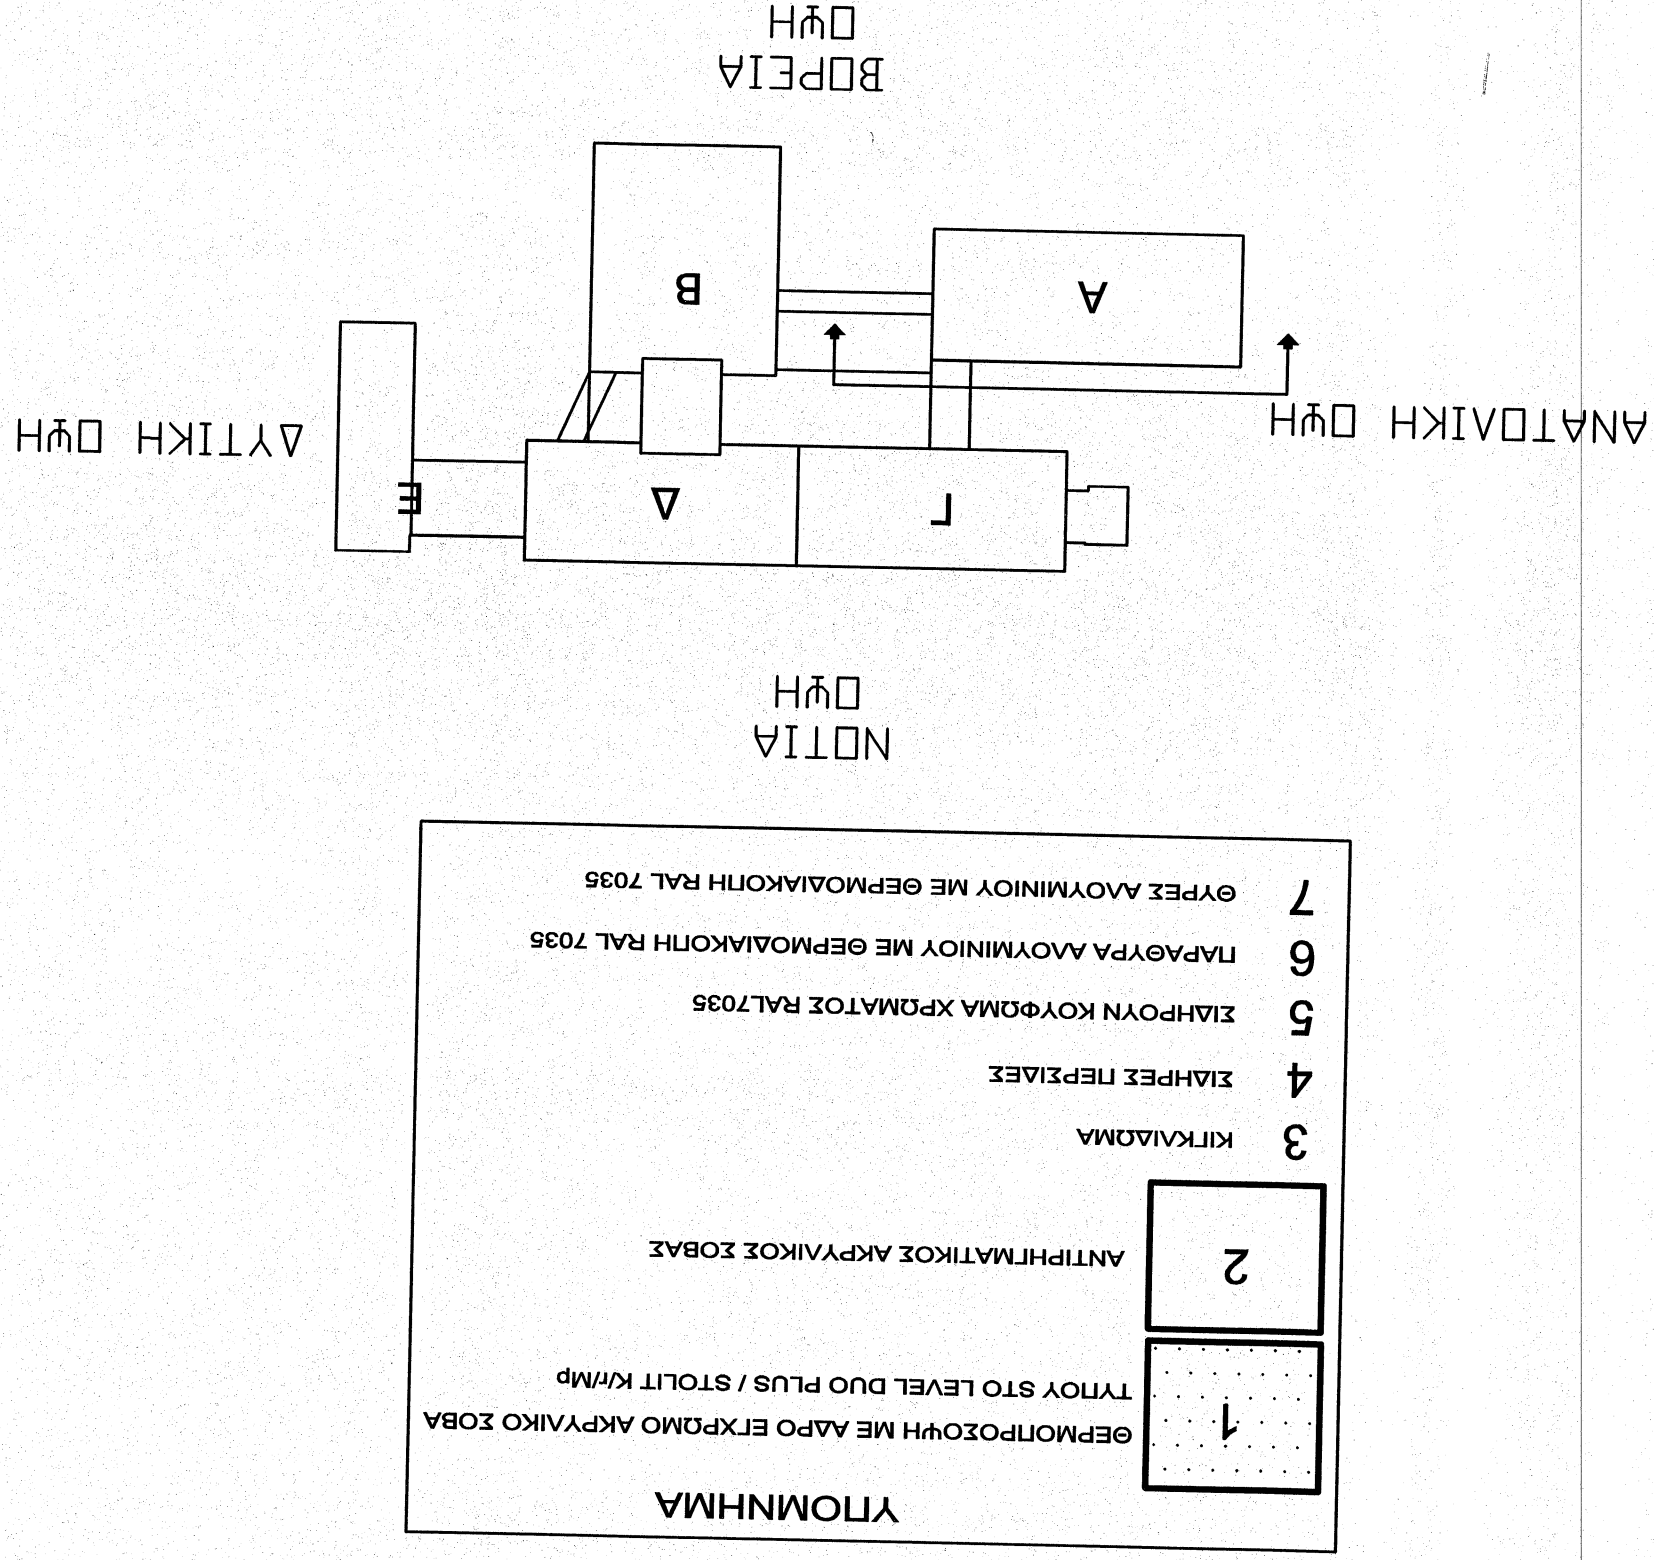 ΥΠΟΜΝΗΜΑ
1
ΘΕΡΜΟΠΡΟΣΟΨΗ ΜΕ ΑΔΡΟ ΕΓΧΡΩΜΟ ΑΚΡΥΛΙΚΟ ΣΟΒΑ
ΤΥΠΟΥ STO LEVEL DUO PLUS / STOLIT K/r/Mp
2 ΑΝΤΙΡΗΓΜΑΤΙΚΟΣ ΑΚΡΥΛΙΚΟΣ ΣΟΒΑΣ
3 ΚΙΓΚΛΙΔΩΜΑ
4 ΣΙΔΗΡΕΣ ΠΕΡΣΙΔΕΣ
5 ΣΙΔΗΡΟΥΝ ΚΟΥΦΩΜΑ ΧΡΩΜΑΤΟΣ RAL7035
6 ΠΑΡΑΘΥΡΑ ΑΛΟΥΜΙΝΙΟΥ ΜΕ ΘΕΡΜΟΔΙΑΚΟΠΗ RAL 7035
7 ΘΥΡΕΣ ΑΛΟΥΜΙΝΙΟΥ ΜΕ ΘΕΡΜΟΔΙΑΚΟΠΗ RAL 7035
ΝΟΤΙΑ
ΟΨΗ
Γ
Δ
Ε
ΑΝΑΤΟΛΙΚΗ ΟΨΗ
ΔΥΤΙΚΗ ΟΨΗ
Α
Β
ΒΟΡΕΙΑ
ΟΨΗ